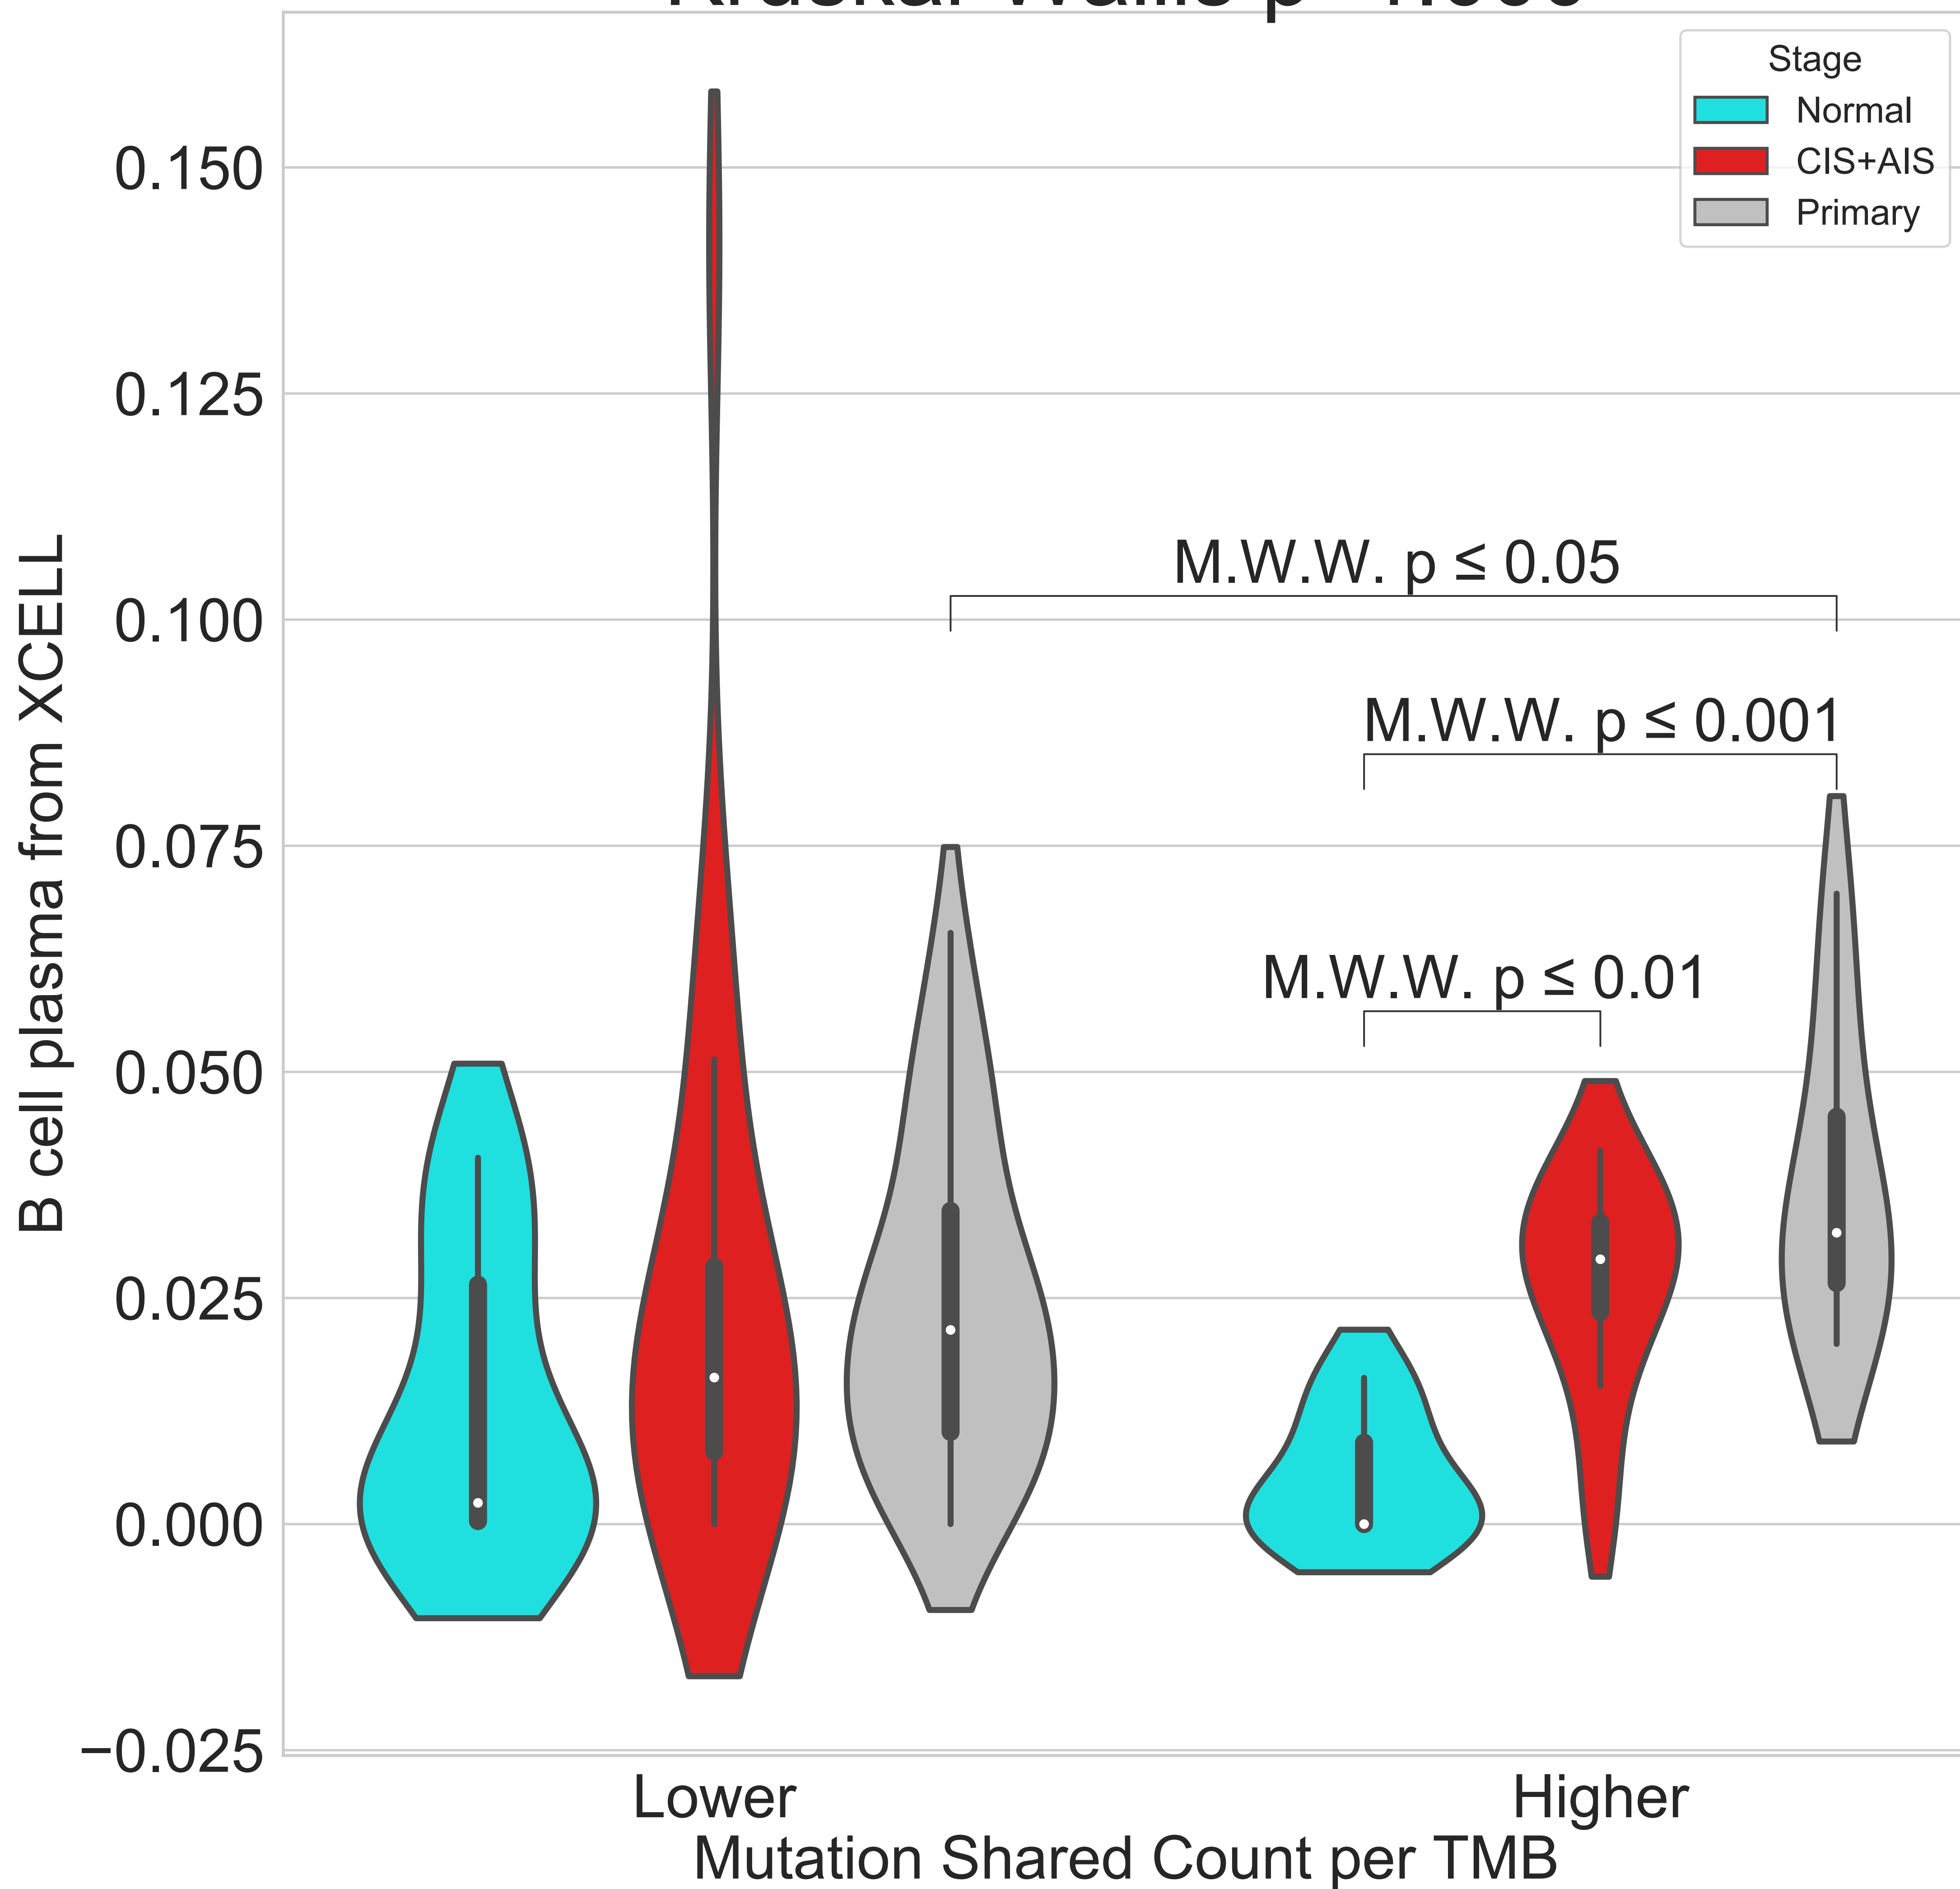 Stage
Normal
CIS+AIS
Primary
0.150
0.125
0.100
0.075
0.050
0.025
0.000
−0.025
B cell plasma from XCELL
M.W.W. p ≤ 0.05
M.W.W. p ≤ 0.001
M.W.W. p ≤ 0.01
Lower
Higher
Mutation Shared Count per TMB